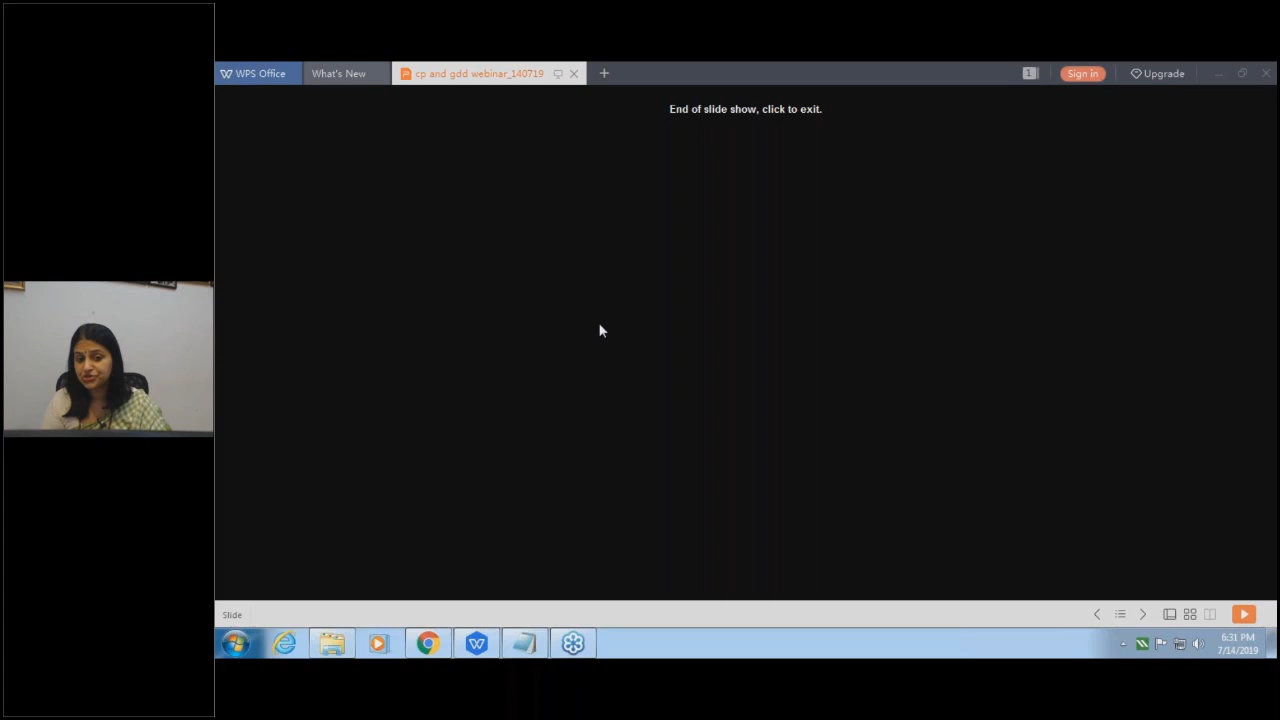 WPS Office What's New cp and gdd webinar_140719 1 Sign in Upgrade
End of slide show, click to exit.
Slide
6:31 PM
7/14/2019